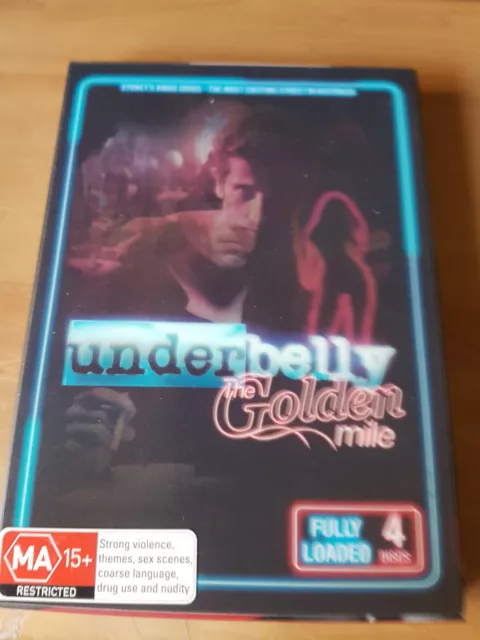 SYDNEY'S KINGS CROSS - THE MOST EXCITING STREET IN AUSTRALIA
underbelly
the Golden
mile
FULLY
LOADED
4
DISCS
MA 15+
RESTRICTED
Strong violence,
themes, sex scenes,
coarse language,
drug use and nudity